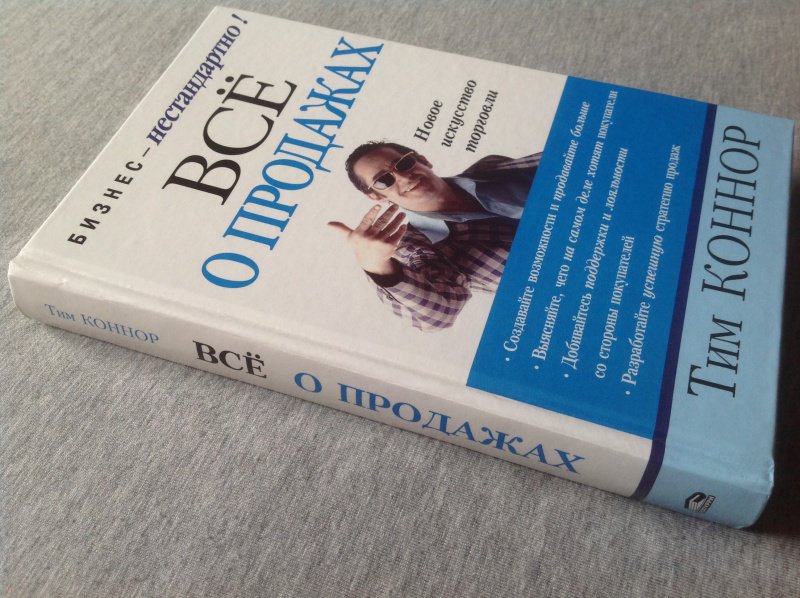 БИЗНЕС – нестандартно!
ВСЁ
О ПРОДАЖАХ
Новое
искусство
торговли
• Создавайте возможности и продавайте больше
• Выясняйте, чего на самом деле хотят покупатели
• Добивайтесь поддержки и лояльности
со стороны покупателей
• Разработайте успешную стратегию продаж
Тим КОННОР
Тим КОННОР
ВСЁ
О ПРОДАЖАХ